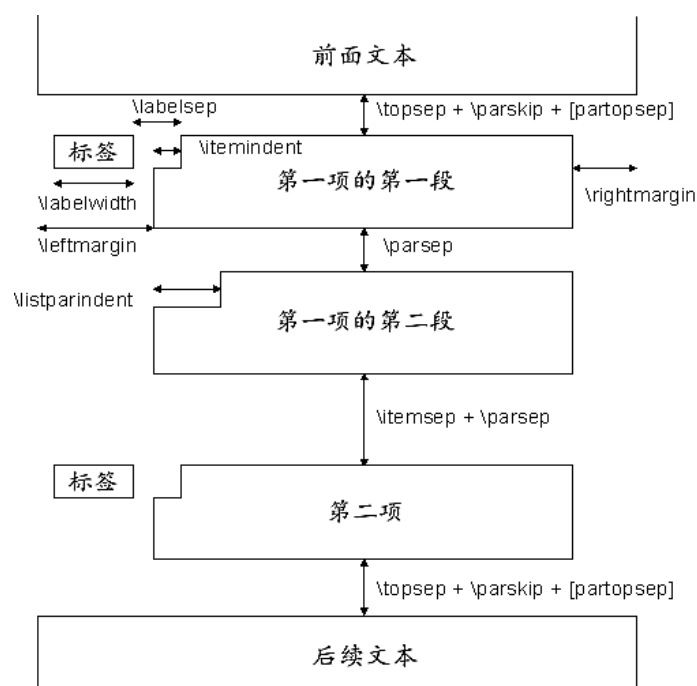 前面文本
\labelsep
\topsep + \parskip + [partopsep]
标签
\itemindent
第一项的第一段
\labelwidth
\rightmargin
\leftmargin
\parsep
\listparindent
第一项的第二段
\itemsep + \parsep
标签
第二项
\topsep + \parskip + [partopsep]
后续文本